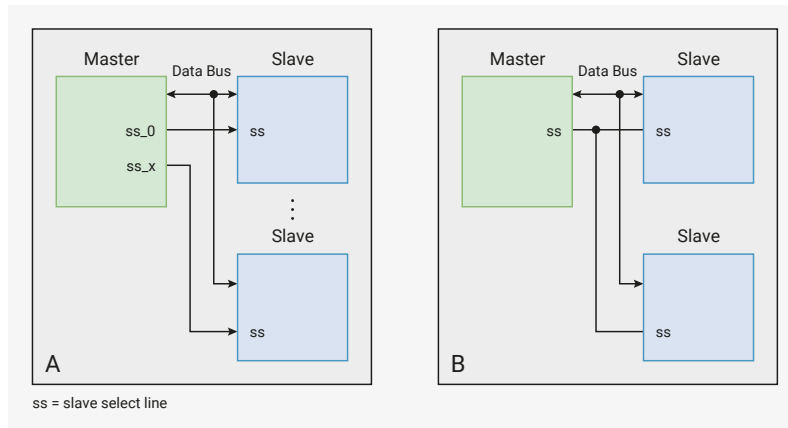 Master
Data Bus
Slave
ss_0
ss
ss_x
⋮
Slave
ss
A
Master
Data Bus
Slave
ss
ss
Slave
ss
B
ss = slave select line